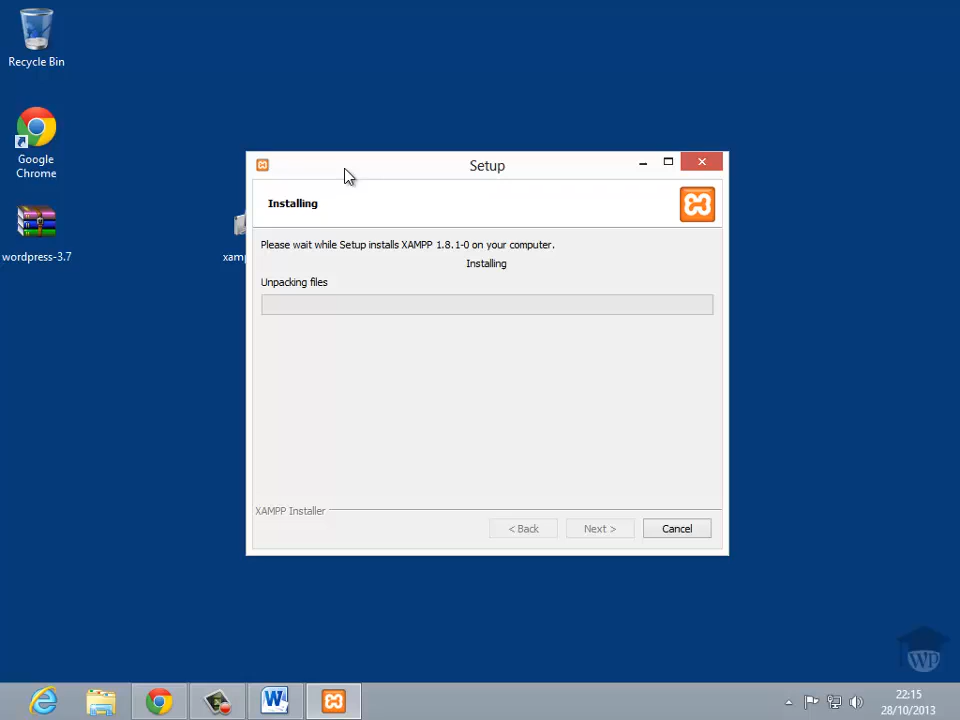 Recycle Bin
Google
Chrome
wordpress-3.7
xamp
Setup
Installing
Please wait while Setup installs XAMPP 1.8.1-0 on your computer.
Installing
Unpacking files
XAMPP Installer
< Back
Next >
Cancel
WP
22:15
28/10/2013